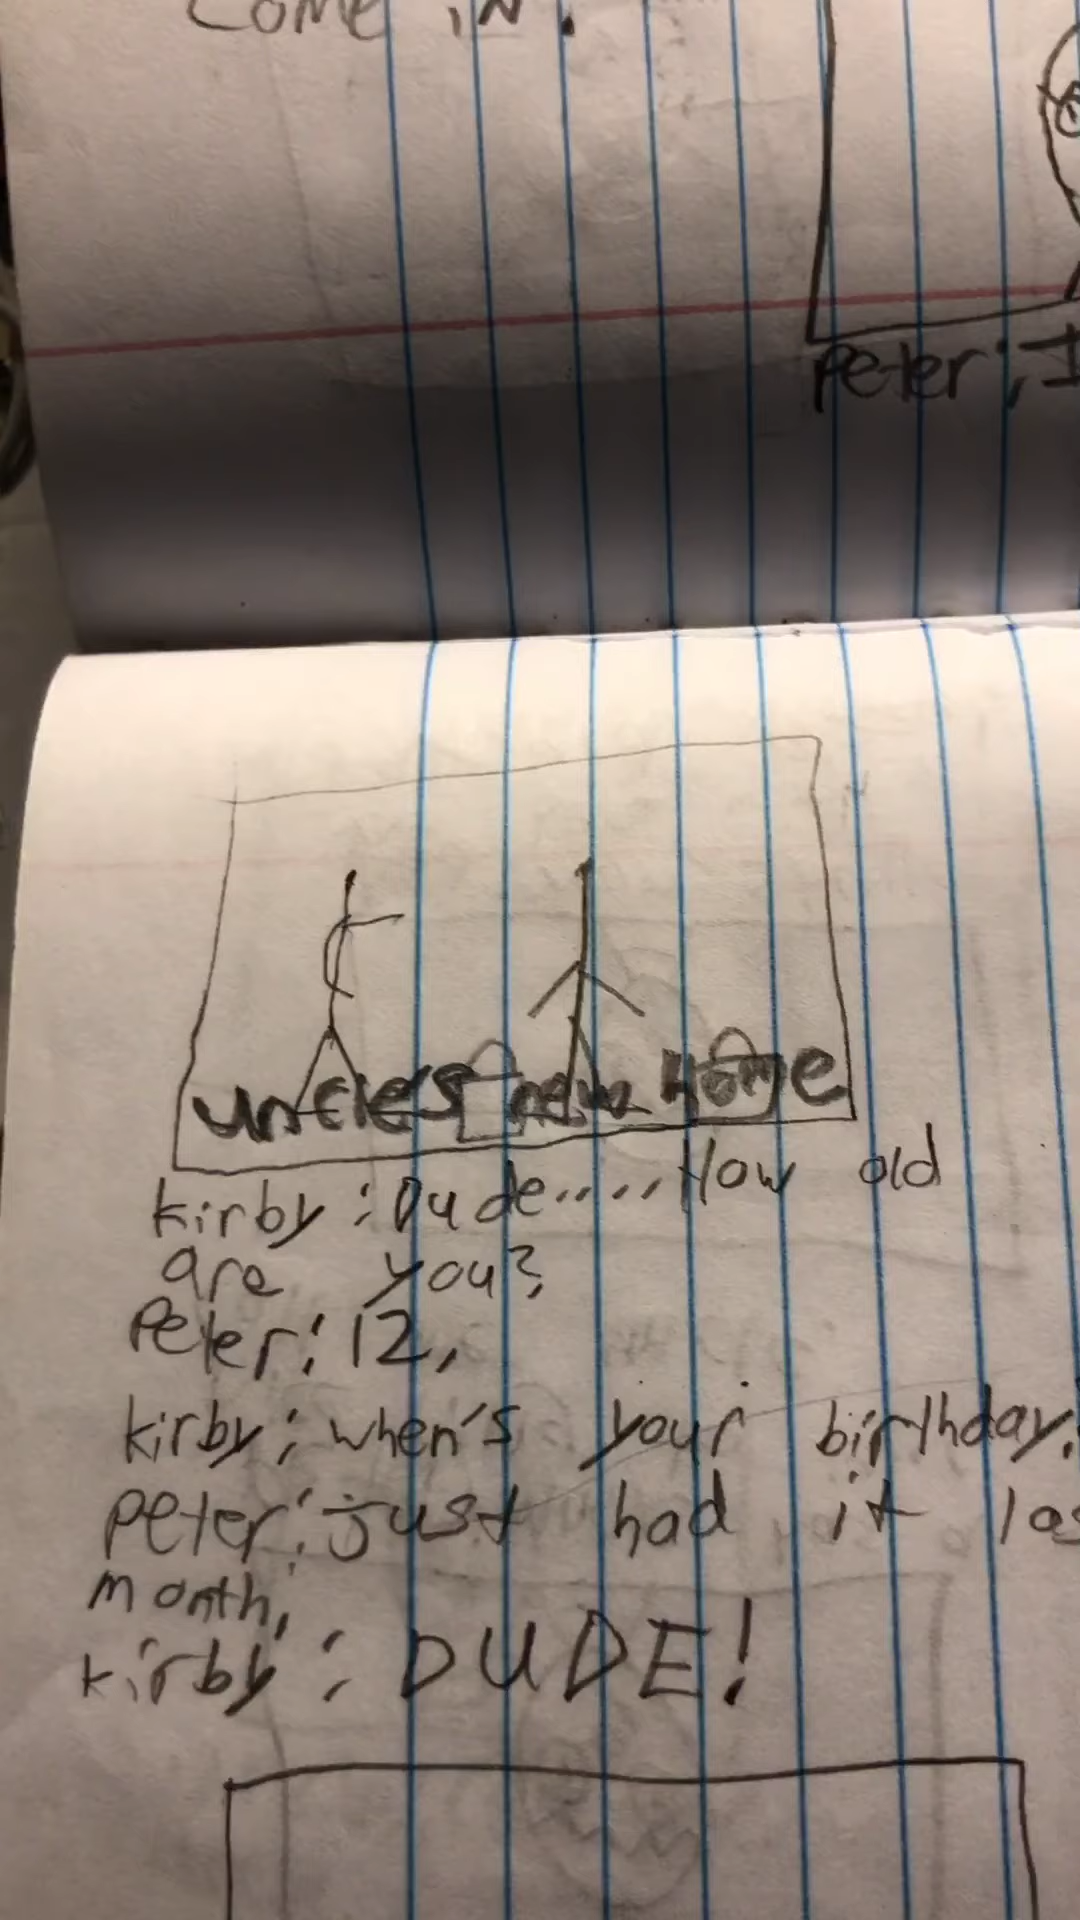 COME IN.
Peter: I
uncles new home
Kirby: Dude..... How old
are you?
Peter: 12,
Kirby: when's your birthday?
Peter: just had it las
month,
Kirby: DUDE!